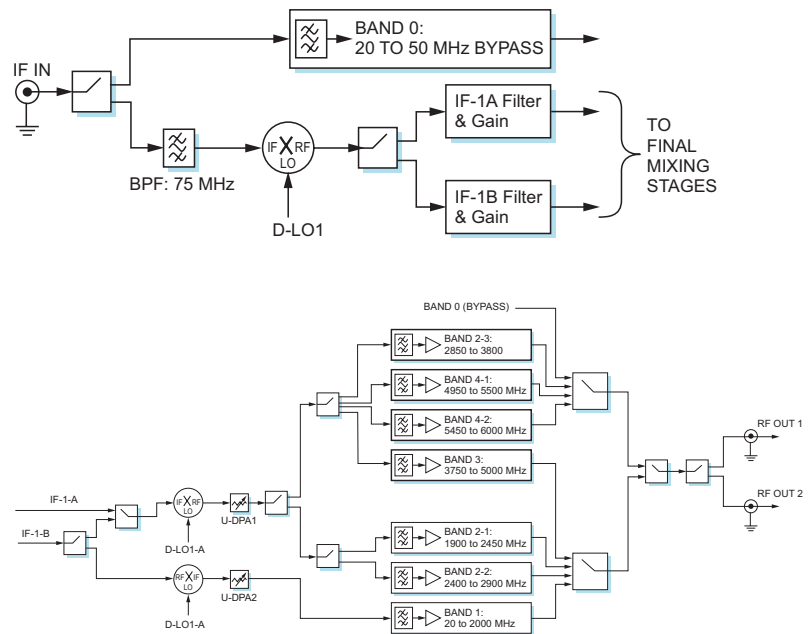 BAND 0:
20 TO 50 MHz BYPASS
IF IN
IF X RF
LO
BPF: 75 MHz
D-LO1
IF-1A Filter
& Gain
IF-1B Filter
& Gain
TO
FINAL
MIXING
STAGES
BAND 0 (BYPASS)
BAND 2-3:
2850 to 3800
BAND 4-1:
4950 to 5500 MHz
BAND 4-2:
5450 to 6000 MHz
BAND 3:
3750 to 5000 MHz
RF OUT 1
RF OUT 2
IF-1-A
IF X RF
LO
U-DPA1
IF-1-B
D-LO1-A
BAND 2-1:
1900 to 2450 MHz
BAND 2-2:
2400 to 2900 MHz
RF X IF
LO
U-DPA2
D-LO1-A
BAND 1:
20 to 2000 MHz